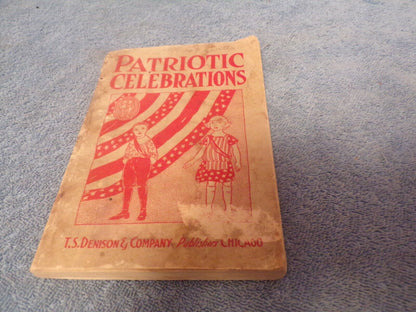 PATRIOTIC
CELEBRATIONS
T.S. DENISON & COMPANY, Publishers CHICAGO